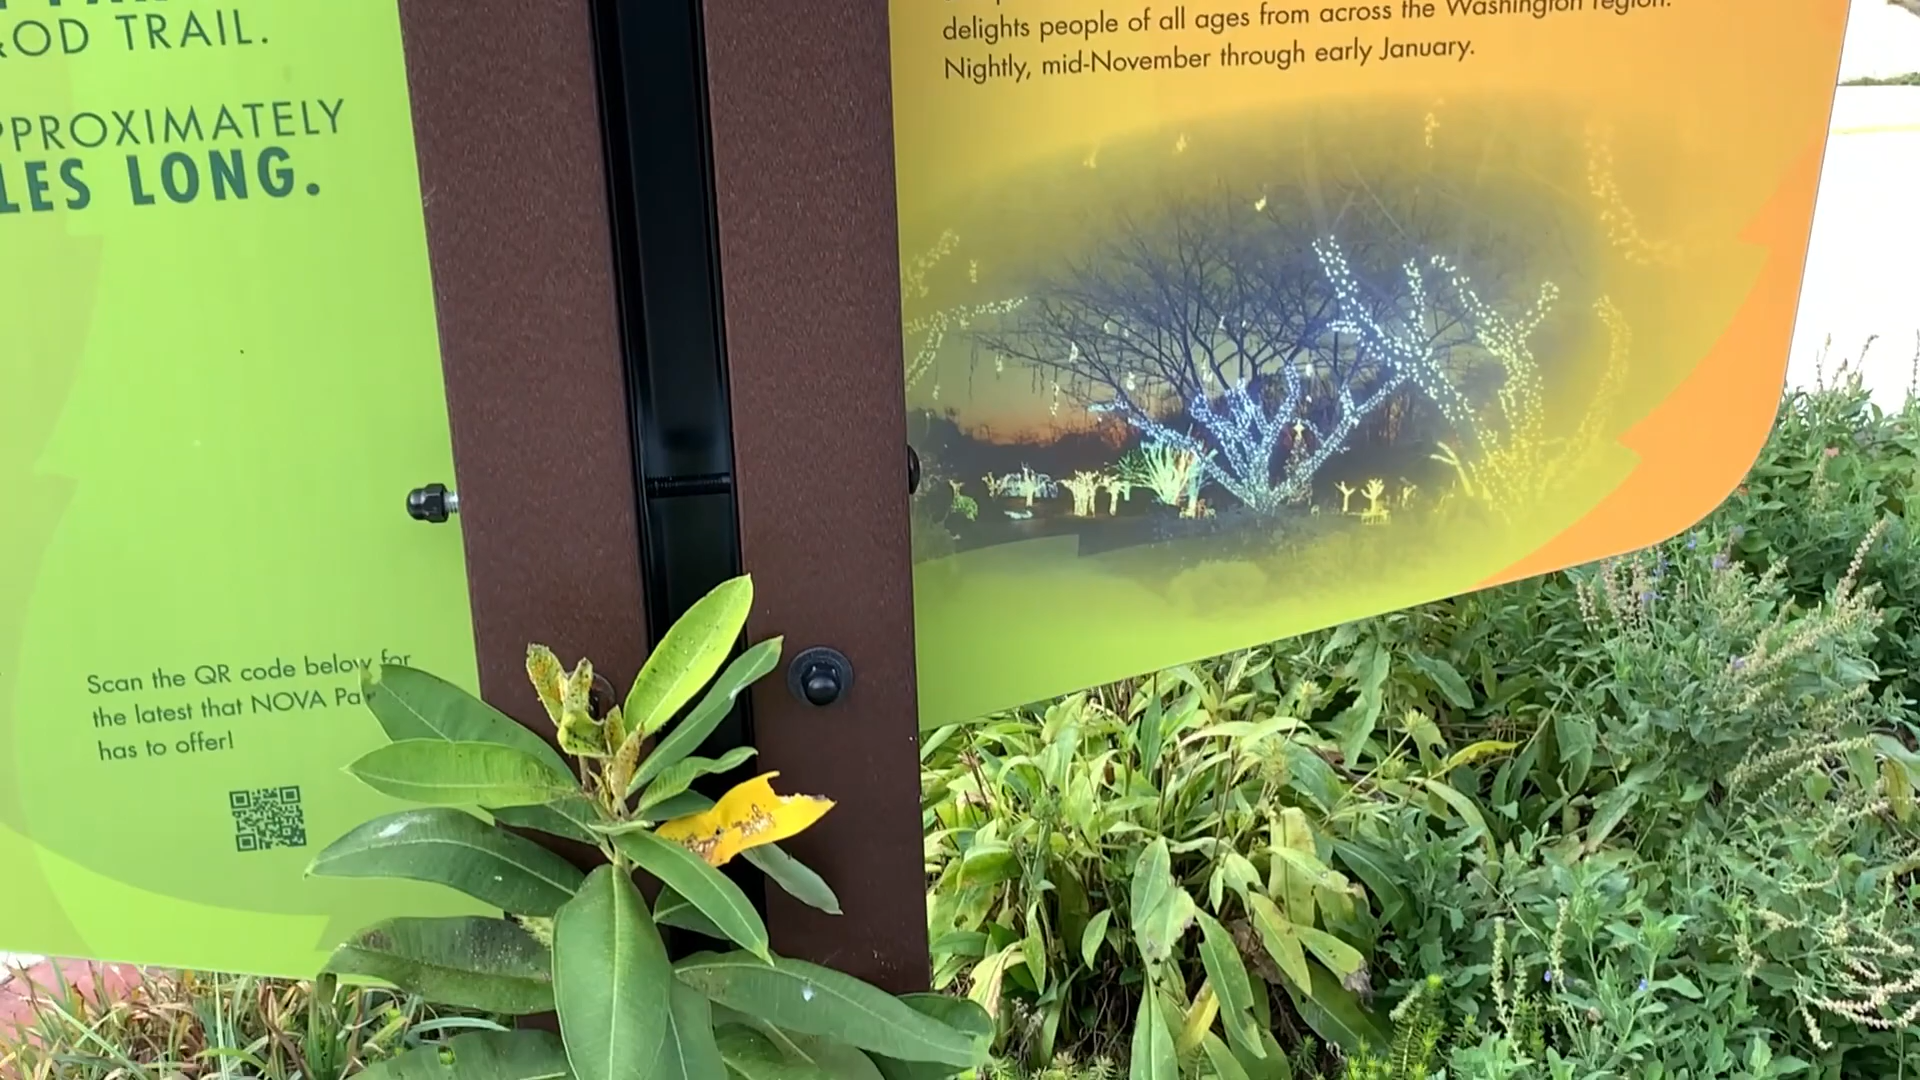 OD TRAIL.
PPROXIMATELY
LES LONG.
Scan the QR code below for
the latest that NOVA Pa
has to offer!
delights people of all ages from across the Washington region.
Nightly, mid-November through early January.